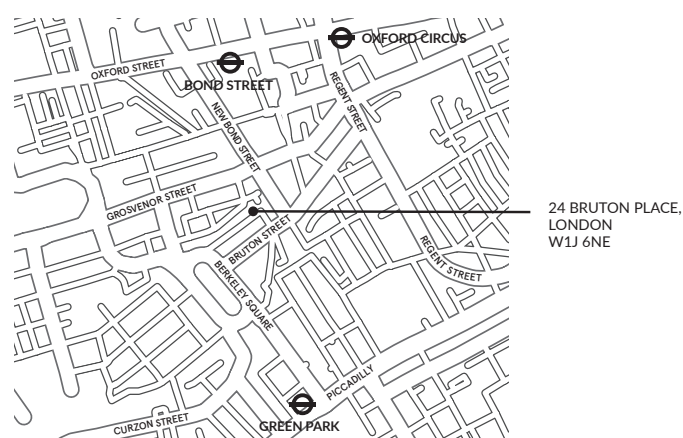 OXFORD CIRCUS
OXFORD STREET
BOND STREET
REGENT STREET
NEW BOND STREET
GROSVENOR STREET
24 BRUTON PLACE,
LONDON
W1J 6NE
BRUTON STREET
REGENT STREET
BERKELEY SQUARE
PICCADILLY
CURZON STREET
GREEN PARK